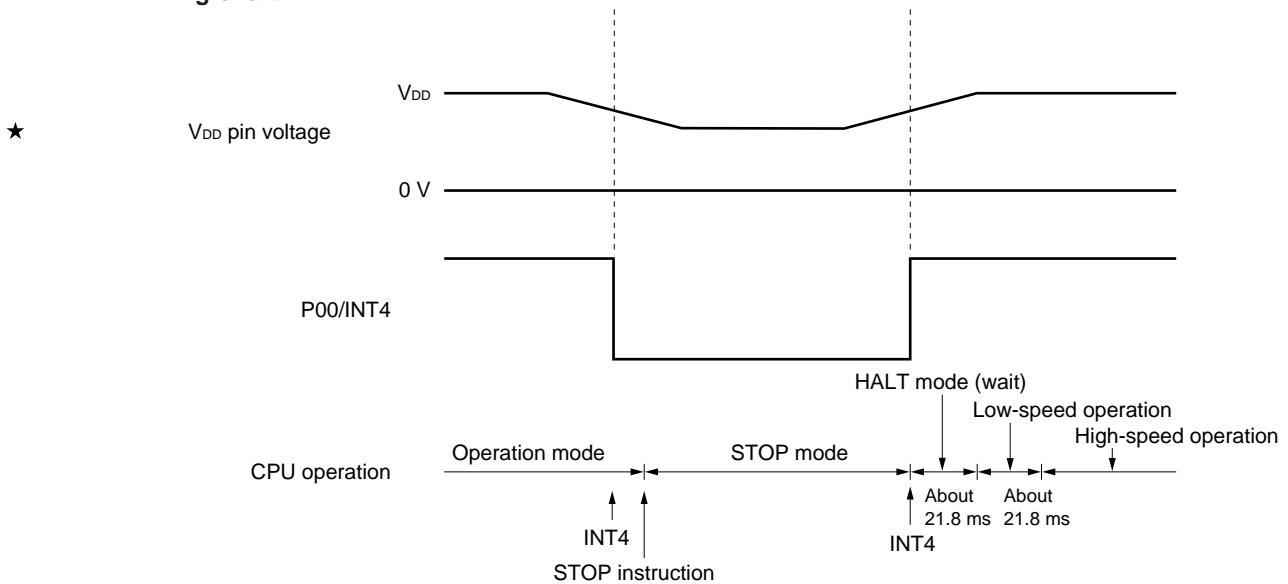 VDD
★ VDD pin voltage
0 V
P00/INT4
HALT mode (wait)
Low-speed operation
High-speed operation
Operation mode
STOP mode
CPU operation
About
21.8 ms
About
21.8 ms
INT4
INT4
STOP instruction